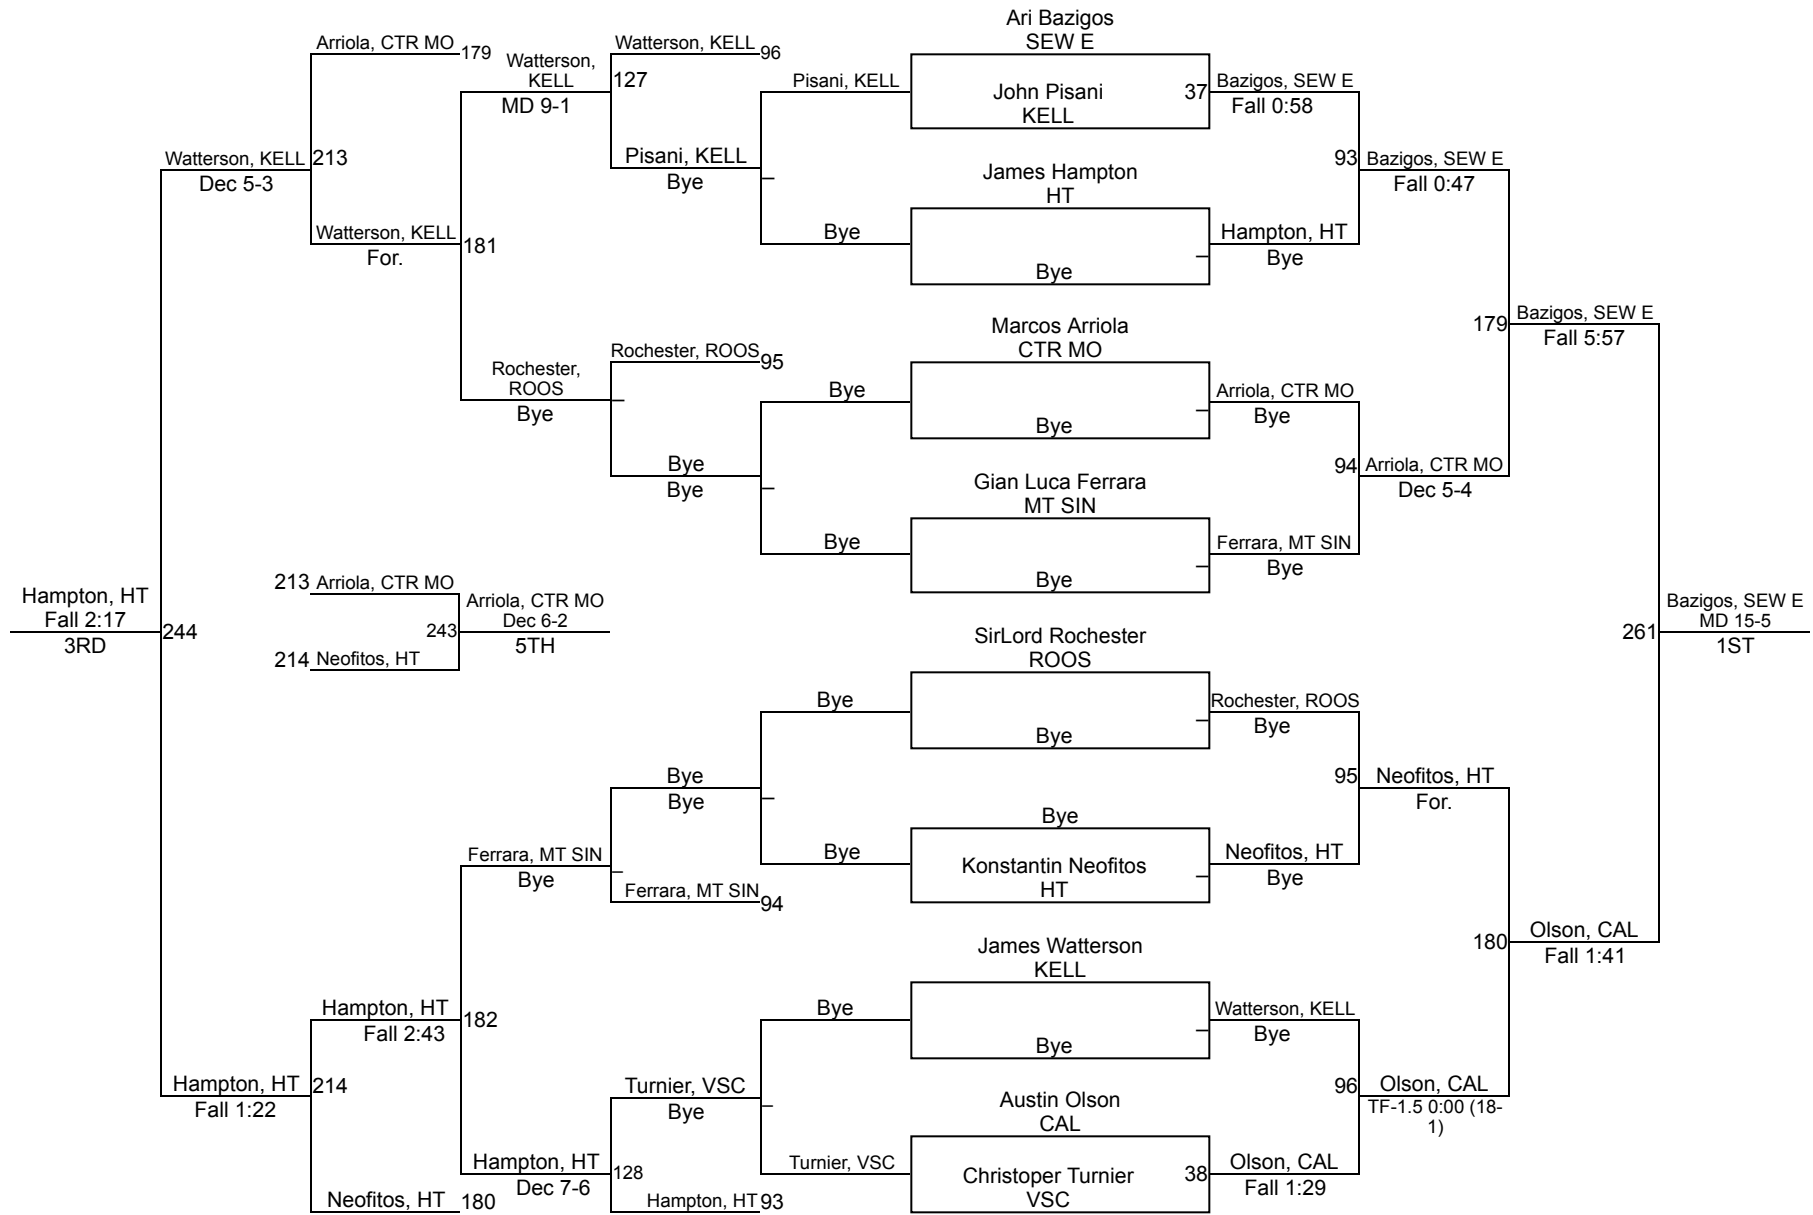 Ari Bazigos
SEW E
John Pisani
KELL
37
James Hampton
HT
Bye
Marcos Arriola
CTR MO
Bye
Gian Luca Ferrara
MT SIN
Bye
SirLord Rochester
ROOS
Bye
Bye
Konstantin Neofitos
HT
James Watterson
KELL
Bye
Austin Olson
CAL
Christoper Turnier
VSC
38
Bazigos, SEW E
Fall 0:58
Hampton, HT
Bye
Arriola, CTR MO
Bye
Ferrara, MT SIN
Bye
Rochester, ROOS
Bye
Neofitos, HT
Bye
Watterson, KELL
Bye
Olson, CAL
Fall 1:29
93
Bazigos, SEW E
Fall 0:47
94
Arriola, CTR MO
Dec 5-4
95
Neofitos, HT
For.
96
Olson, CAL
TF-1.5 0:00 (18-
1)
179
Bazigos, SEW E
Fall 5:57
180
Olson, CAL
Fall 1:41
261
Bazigos, SEW E
MD 15-5
1ST
Pisani, KELL
Bye
Bye
Bye
Bye
Bye
Bye
Turnier, VSC
Watterson, KELL
96
Pisani, KELL
Bye
Rochester, ROOS
95
Bye
Bye
Bye
Bye
Ferrara, MT SIN
94
Turnier, VSC
Bye
Hampton, HT
93
Watterson,
KELL
MD 9-1
127
Rochester,
ROOS
Bye
Ferrara, MT SIN
Bye
Hampton, HT
Dec 7-6
128
Arriola, CTR MO
179
Watterson, KELL
For.
181
Hampton, HT
Fall 2:43
182
Neofitos, HT
180
Watterson, KELL
Dec 5-3
213
Hampton, HT
Fall 1:22
214
Hampton, HT
Fall 2:17
3RD
244
213
Arriola, CTR MO
214
Neofitos, HT
243
Arriola, CTR MO
Dec 6-2
5TH